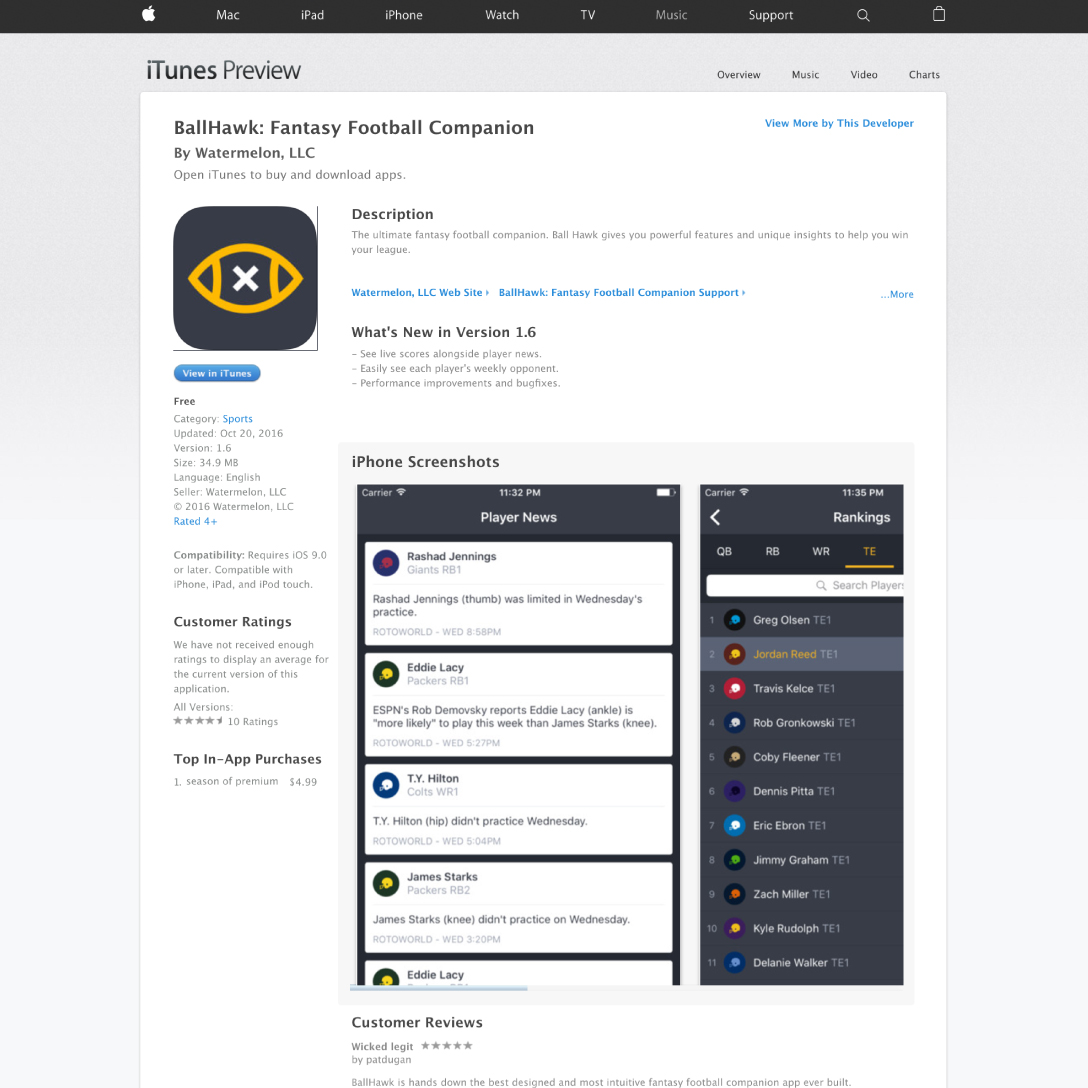 Mac iPad iPhone Watch TV Music Support
iTunes Preview
Overview Music Video Charts
BallHawk: Fantasy Football Companion
View More by This Developer
By Watermelon, LLC
Open iTunes to buy and download apps.
View in iTunes
Free
Category: Sports
Updated: Oct 20, 2016
Version: 1.6
Size: 34.9 MB
Language: English
Seller: Watermelon, LLC
© 2016 Watermelon, LLC
Rated 4+
Compatibility: Requires iOS 9.0
or later. Compatible with
iPhone, iPad, and iPod touch.
Customer Ratings
We have not received enough
ratings to display an average for
the current version of this
application.
All Versions:
10 Ratings
Top In-App Purchases
1. season of premium $4.99
Description
The ultimate fantasy football companion. Ball Hawk gives you powerful features and unique insights to help you win
your league.
Watermelon, LLC Web Site BallHawk: Fantasy Football Companion Support
...More
What's New in Version 1.6
- See live scores alongside player news.
- Easily see each player's weekly opponent.
- Performance improvements and bugfixes.
iPhone Screenshots
Carrier 11:32 PM
Player News
Rashad Jennings
Giants RB1
Rashad Jennings (thumb) was limited in Wednesday's
practice.
ROTOWORLD - WED 8:58PM
Eddie Lacy
Packers RB1
ESPN's Rob Demovsky reports Eddie Lacy (ankle) is
"more likely" to play this week than James Starks (knee).
ROTOWORLD - WED 5:27PM
T.Y. Hilton
Colts WR1
T.Y. Hilton (hip) didn't practice Wednesday.
ROTOWORLD - WED 5:04PM
James Starks
Packers RB2
James Starks (knee) didn't practice on Wednesday.
ROTOWORLD - WED 3:20PM
Eddie Lacy
Carrier 11:35 PM
Rankings
QB RB WR TE
Search Players
1 Greg Olsen TE1
2 Jordan Reed TE1
3 Travis Kelce TE1
4 Rob Gronkowski TE1
5 Coby Fleener TE1
6 Dennis Pitta TE1
7 Eric Ebron TE1
8 Jimmy Graham TE1
9 Zach Miller TE1
10 Kyle Rudolph TE1
11 Delanie Walker TE1
Customer Reviews
Wicked legit
by patdugan
BallHawk is hands down the best designed and most intuitive fantasy football companion app ever built.